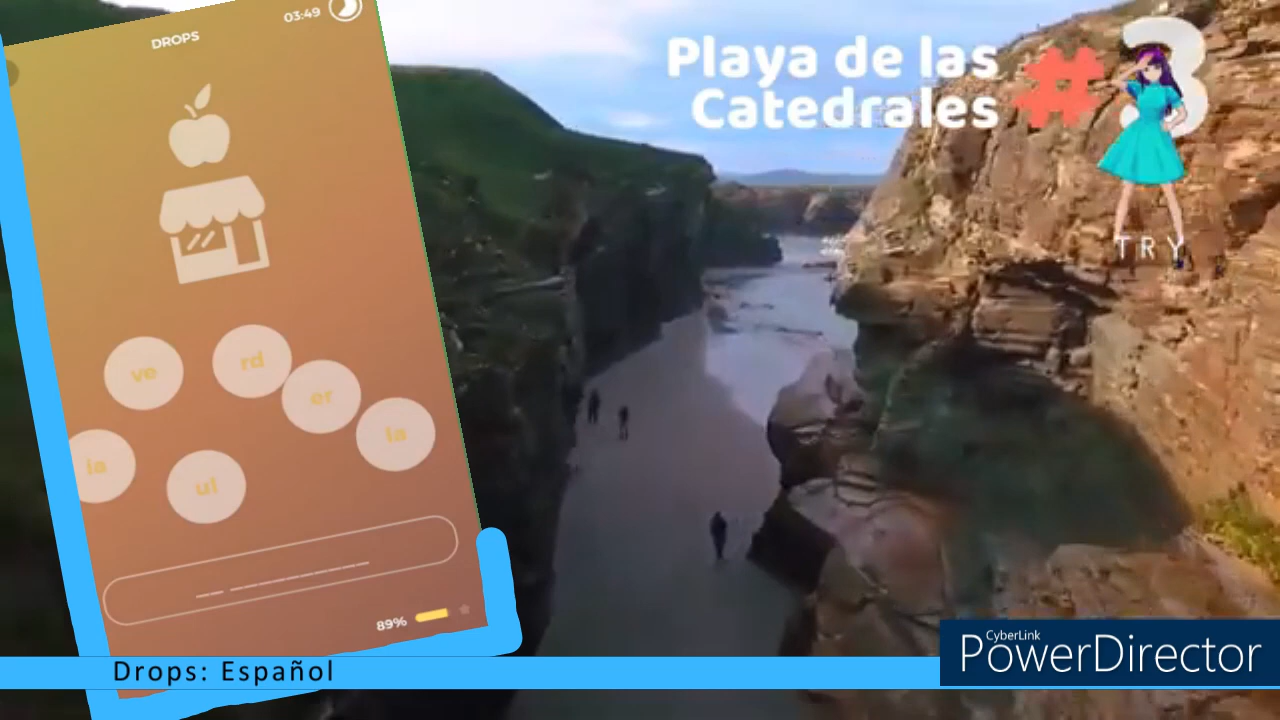 03:49
DROPS
Playa de las
Catedrales
#3
TRY
ve
rd
er
la
ía
ul
89%
Drops: Español
CyberLink
PowerDirector